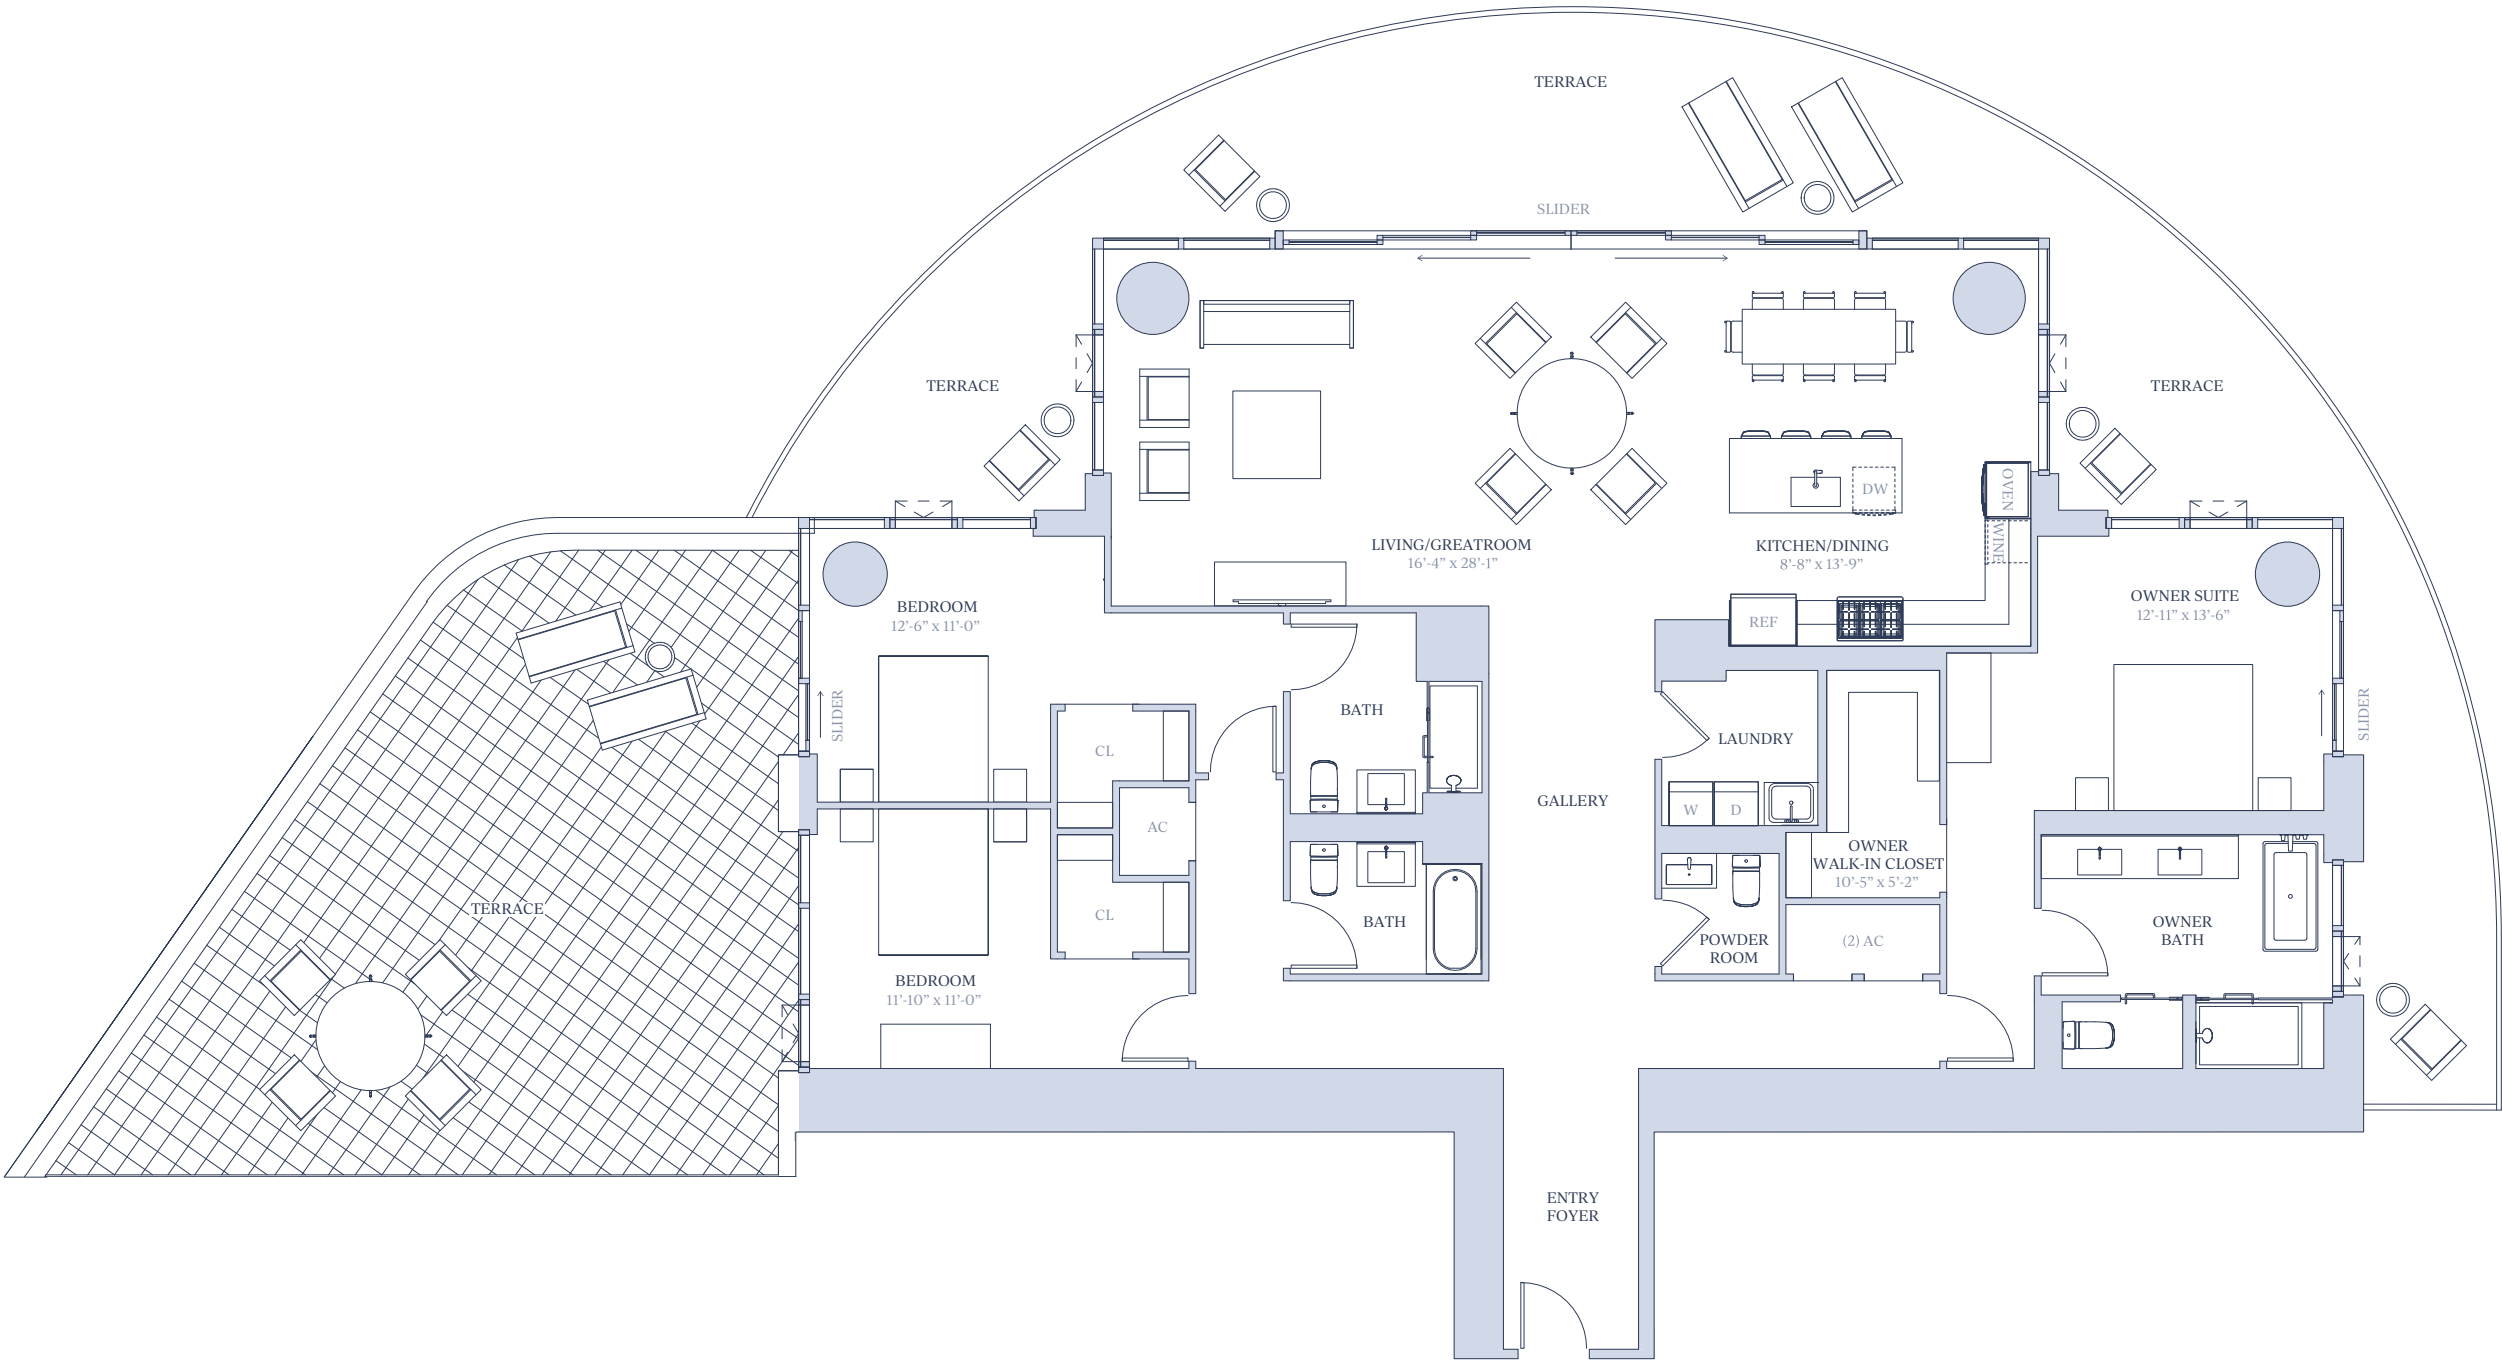 TERRACE
SLIDER
TERRACE
TERRACE
OVEN
DW
WINE
LIVING/GREATROOM
16’-4” x 28’-1”
KITCHEN/DINING
8’-8” x 13’-9”
BEDROOM
12’-6” x 11’-0”
OWNER SUITE
12’-11” x 13’-6”
REF
SLIDER
BATH
SLIDER
LAUNDRY
CL
GALLERY
W
D
AC
OWNER
WALK-IN CLOSET
10’-5” x 5’-2”
TERRACE
CL
BATH
OWNER
BATH
POWDER
ROOM
(2) AC
BEDROOM
11’-10” x 11’-0”
ENTRY
FOYER